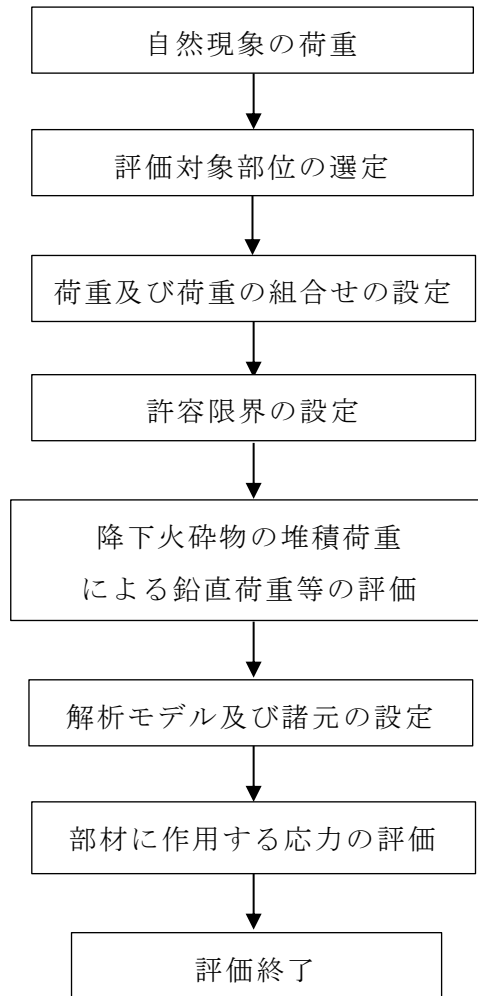 自然現象の荷重
評価対象部位の選定
荷重及び荷重の組合せの設定
許容限界の設定
降下火砕物の堆積荷重
による鉛直荷重等の評価
解析モデル及び諸元の設定
部材に作用する応力の評価
評価終了